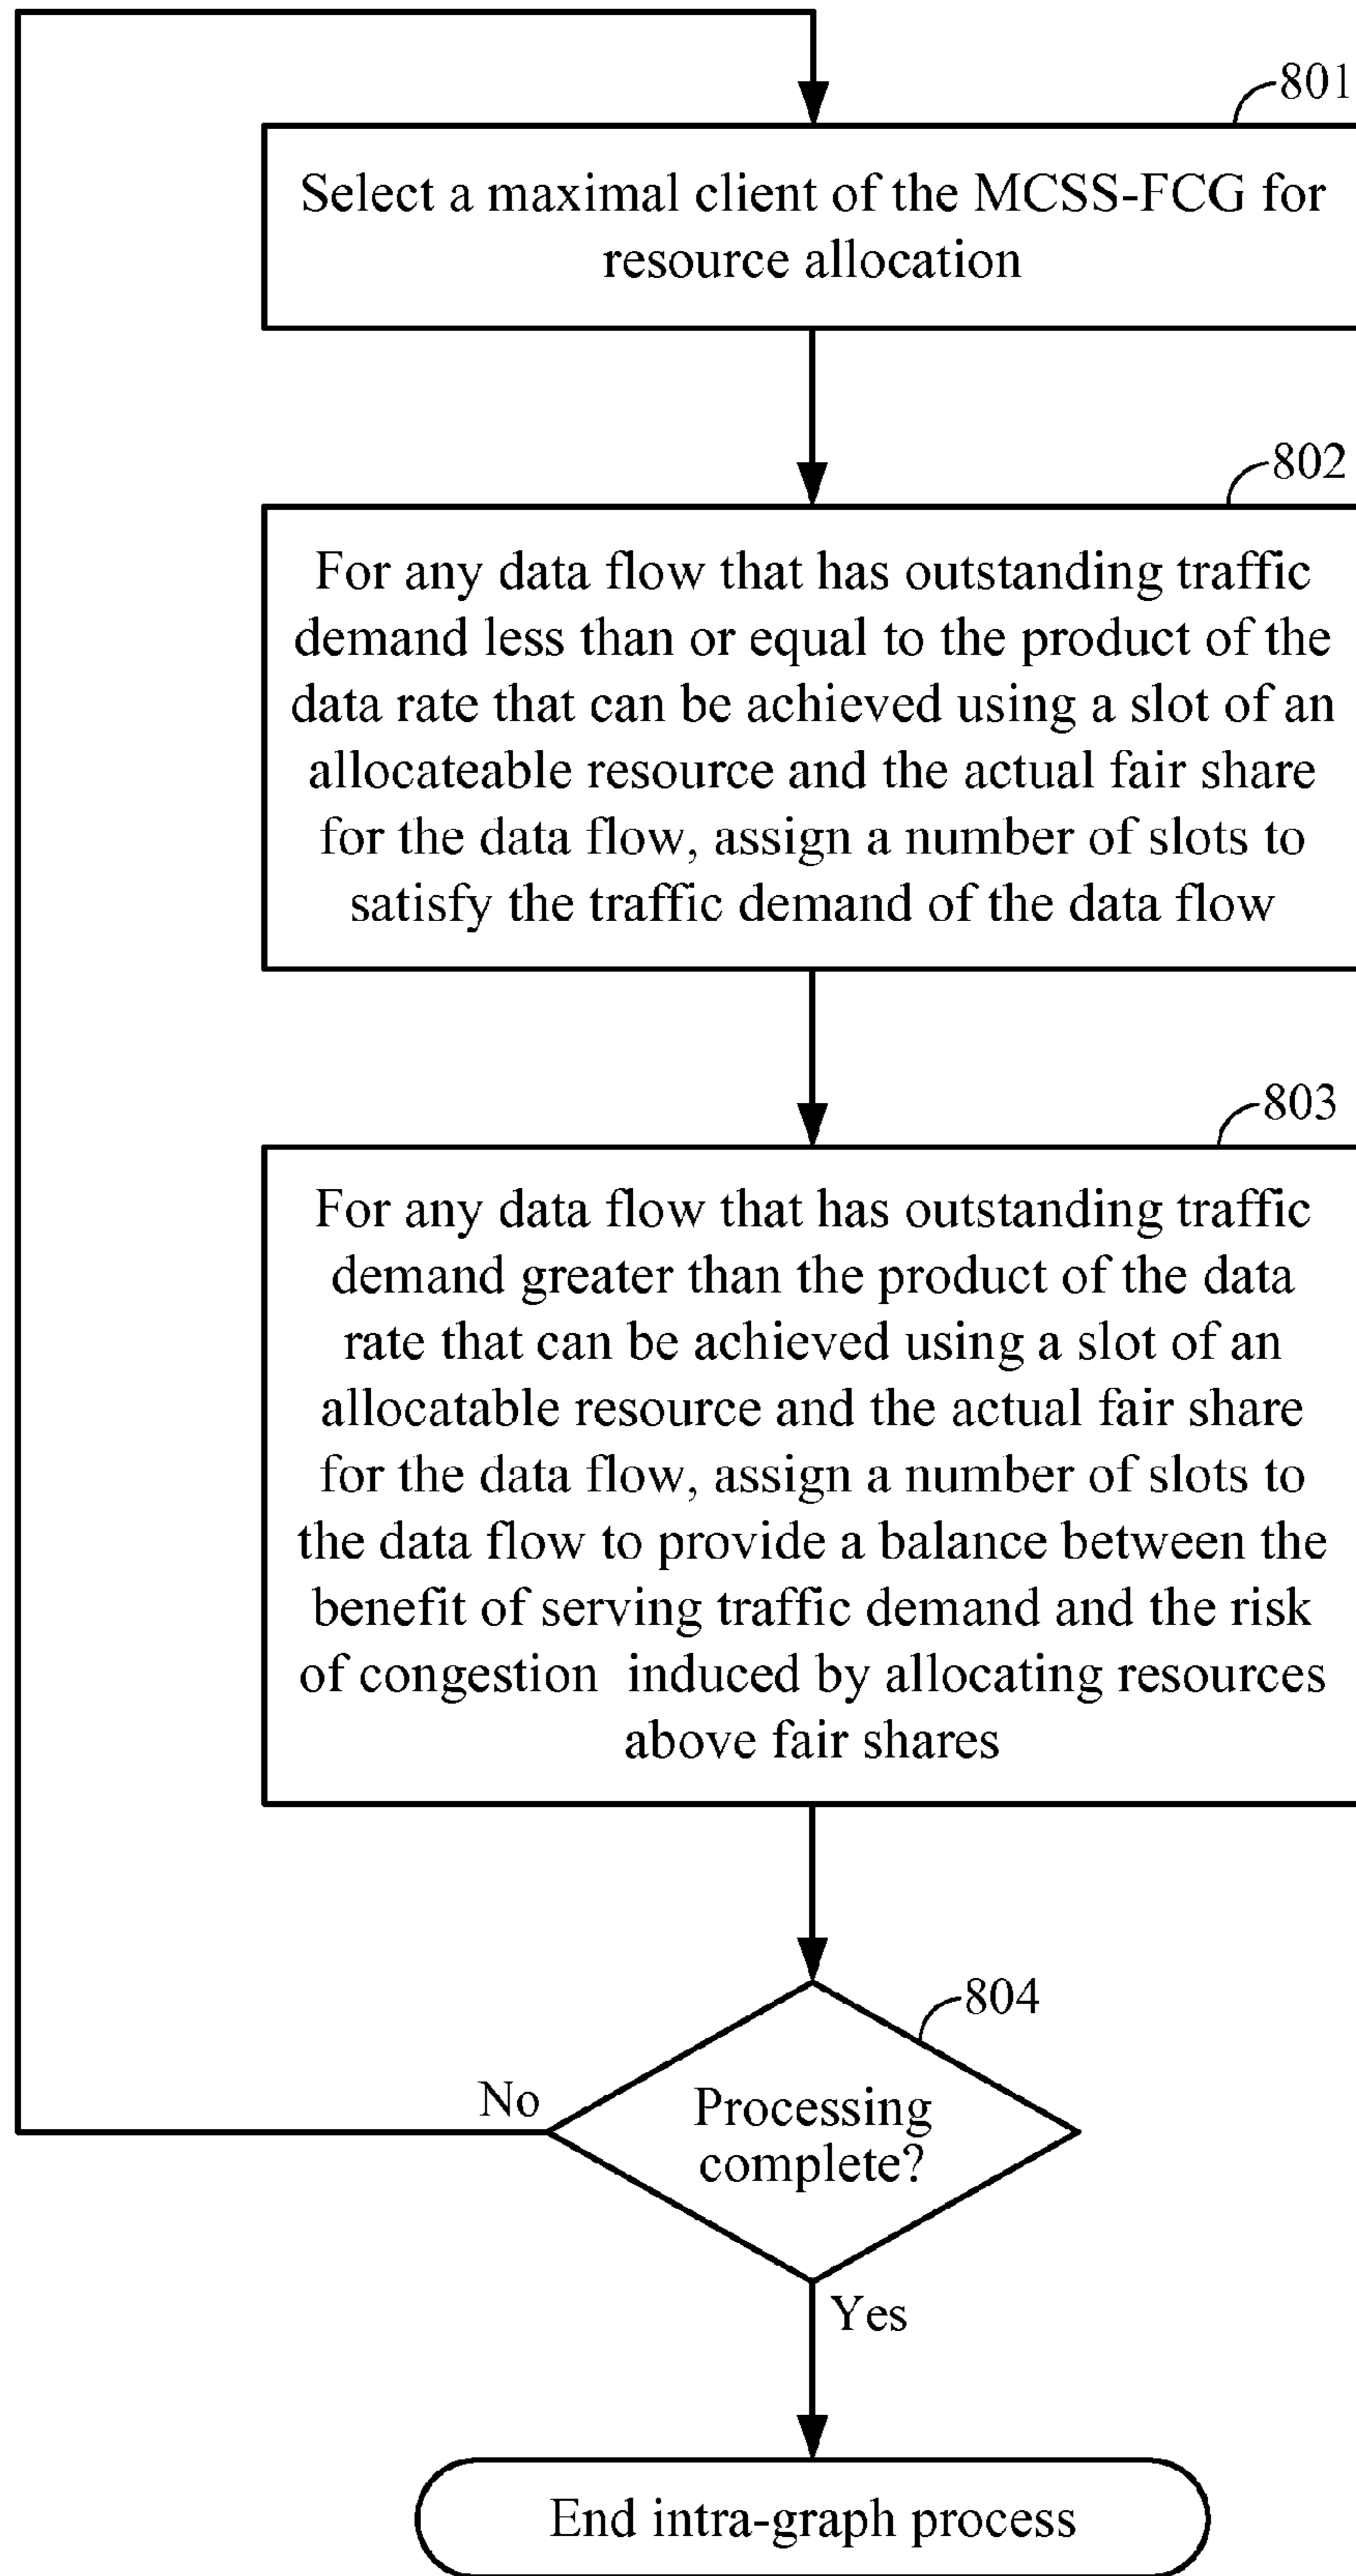 801
Select a maximal client of the MCSS-FCG for
resource allocation
802
For any data flow that has outstanding traffic
demand less than or equal to the product of the
data rate that can be achieved using a slot of an
allocateable resource and the actual fair share
for the data flow, assign a number of slots to
satisfy the traffic demand of the data flow
803
For any data flow that has outstanding traffic
demand greater than the product of the data
rate that can be achieved using a slot of an
allocatable resource and the actual fair share
for the data flow, assign a number of slots to
the data flow to provide a balance between the
benefit of serving traffic demand and the risk
of congestion induced by allocating resources
above fair shares
804
No
Processing
complete?
Yes
End intra-graph process